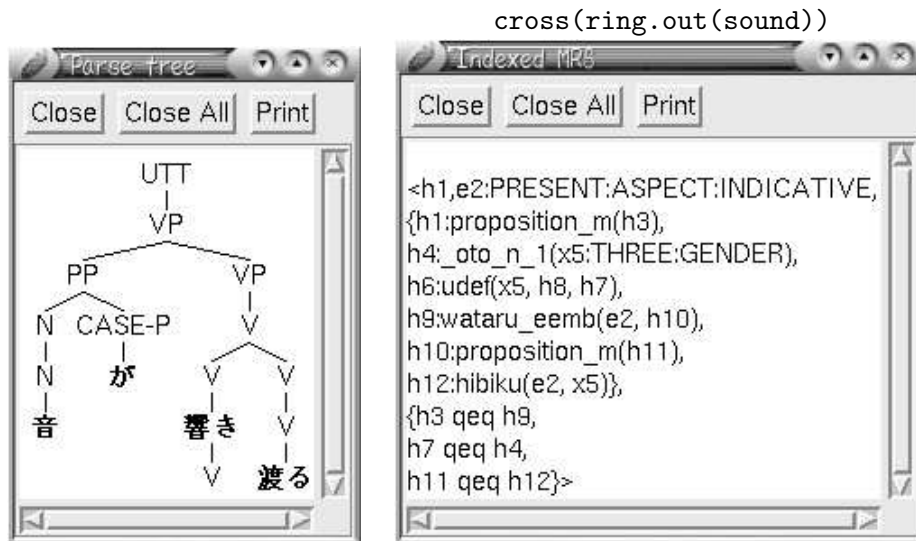 cross(ring.out(sound))
Parse tree
Close Close All Print
UTT
VP
PP VP
N CASE-P V
N が V V
音 響き V
V 渡る
Indexed MRS
Close Close All Print
<h1,e2:PRESENT:ASPECT:INDICATIVE,
{h1:proposition_m(h3),
h4:_oto_n_1(x5:THREE:GENDER),
h6:udef(x5, h8, h7),
h9:wataru_eemb(e2, h10),
h10:proposition_m(h11),
h12:hibiku(e2, x5)},
{h3 qeq h9,
h7 qeq h4,
h11 qeq h12}>